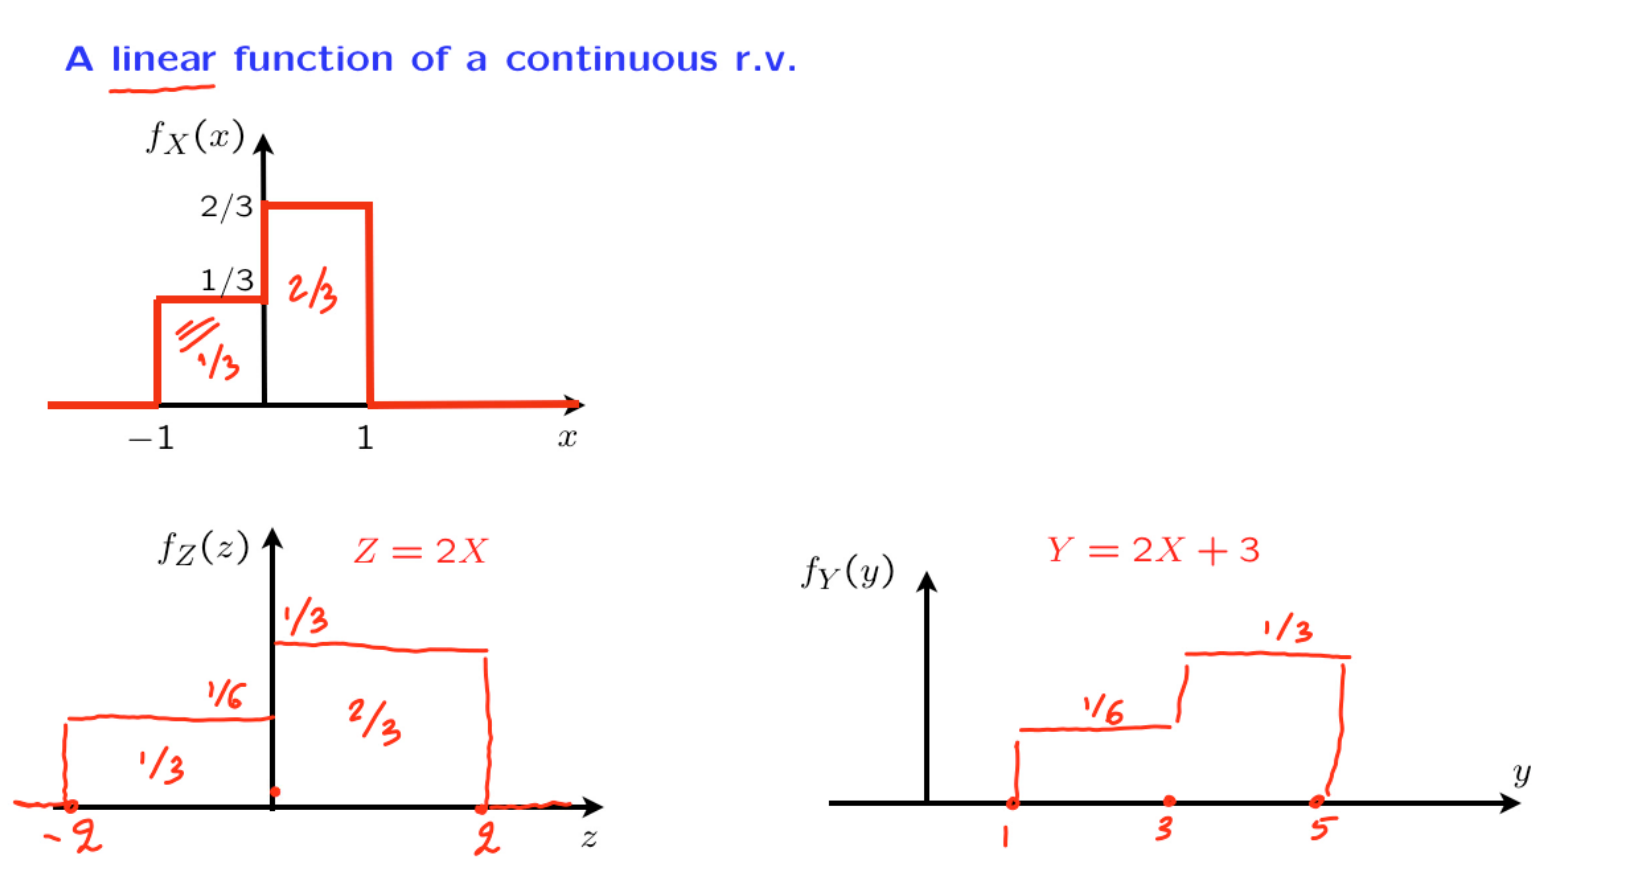 A linear function of a continuous r.v.
f_X(x)
2/3
1/3
2/3
1/3
−1 1 x
f_Z(z) Z = 2X
1/3
1/6
2/3
1/3
-2 2 z
f_Y(y) Y = 2X + 3
1/3
1/6
y
1 3 5